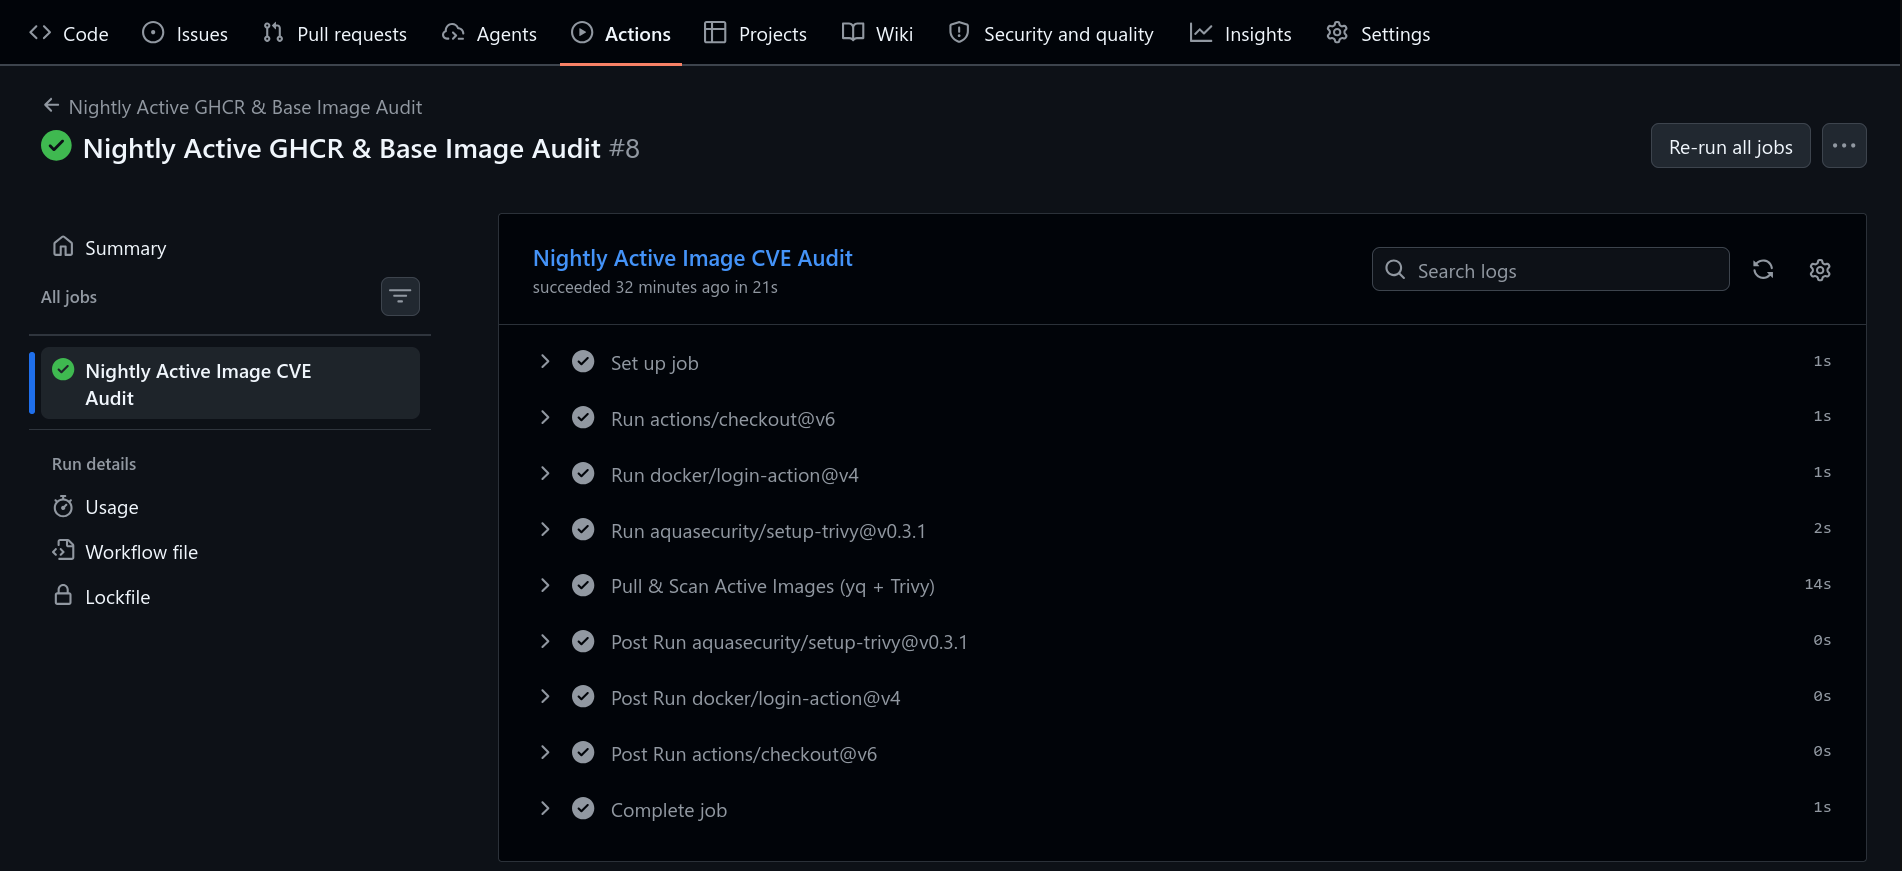 Code Issues Pull requests Agents Actions Projects Wiki Security and quality Insights Settings
Nightly Active GHCR & Base Image Audit
Nightly Active GHCR & Base Image Audit #8
Re-run all jobs
Summary
All jobs
Nightly Active Image CVE
Audit
Run details
Usage
Workflow file
Lockfile
Nightly Active Image CVE Audit
succeeded 32 minutes ago in 21s
Search logs
Set up job 1s
Run actions/checkout@v6 1s
Run docker/login-action@v4 1s
Run aquasecurity/setup-trivy@v0.3.1 2s
Pull & Scan Active Images (yq + Trivy) 14s
Post Run aquasecurity/setup-trivy@v0.3.1 0s
Post Run docker/login-action@v4 0s
Post Run actions/checkout@v6 0s
Complete job 1s